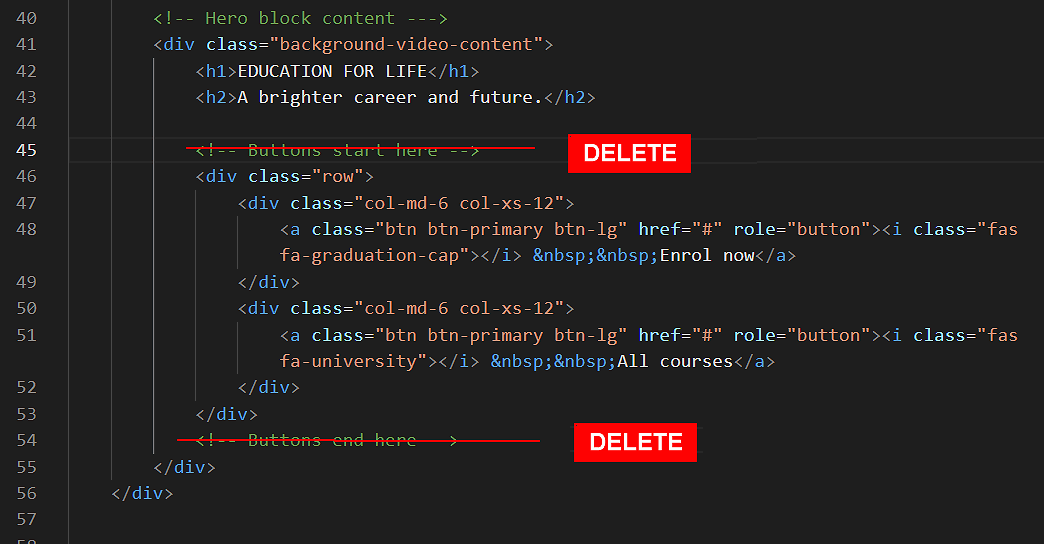 40 <!-- Hero block content --->
41 <div class="background-video-content">
42 <h1>EDUCATION FOR LIFE</h1>
43 <h2>A brighter career and future.</h2>
44
45 <!-- Buttons start here --> DELETE
46 <div class="row">
47 <div class="col-md-6 col-xs-12">
48 <a class="btn btn-primary btn-lg" href="#" role="button"><i class="fas
fa-graduation-cap"></i> &nbsp;&nbsp;Enrol now</a>
49 </div>
50 <div class="col-md-6 col-xs-12">
51 <a class="btn btn-primary btn-lg" href="#" role="button"><i class="fas
fa-university"></i> &nbsp;&nbsp;All courses</a>
52 </div>
53 </div>
54 <!-- Buttons end here --> DELETE
55 </div>
56 </div>
57